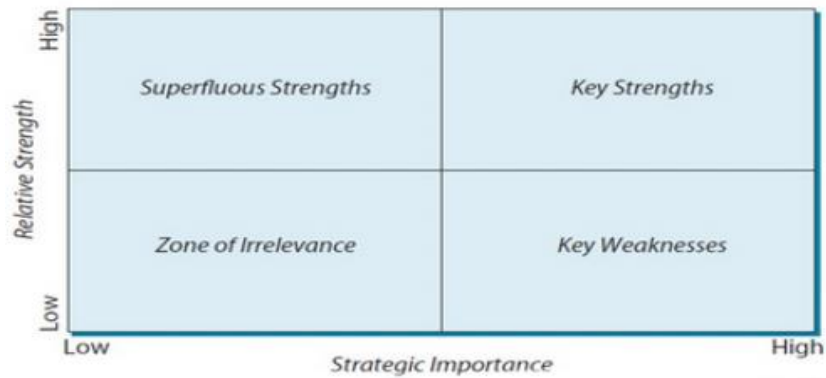 High
Superfluous Strengths
Key Strengths
Relative Strength
Zone of Irrelevance
Key Weaknesses
Low
Low
High
Strategic Importance